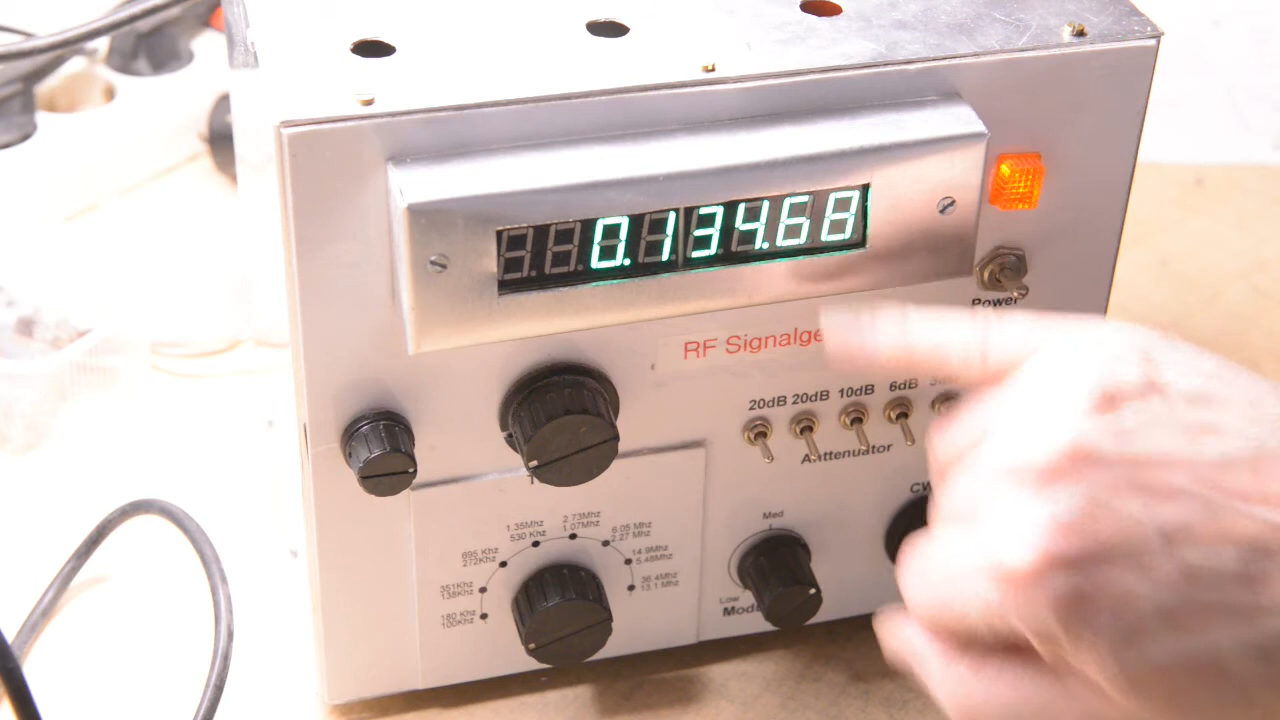 0.134.68
Power
RF Signalge
20dB 20dB 10dB 6dB
Anttenuator
CW
Med
Low
Modu
2.73Mhz
1.07Mhz
1.35Mhz
530 Khz
6.05 Mhz
2.27 Mhz
695 Khz
272Khz
14.9Mhz
5.48Mhz
351Khz
138Khz
36.4Mhz
13.1 Mhz
180 Khz
100Khz